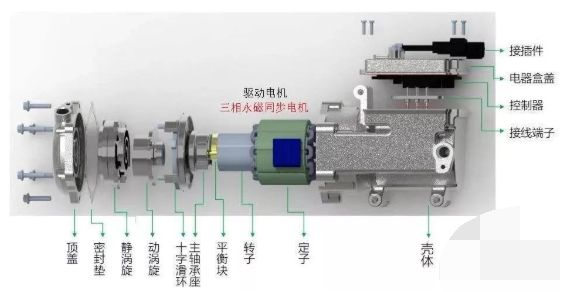 接插件
电器盒盖
控制器
接线端子
驱动电机
三相永磁同步电机
顶盖
密封垫
静涡旋
动涡旋
十字滑环
主轴承座
平衡块
转子
定子
壳体